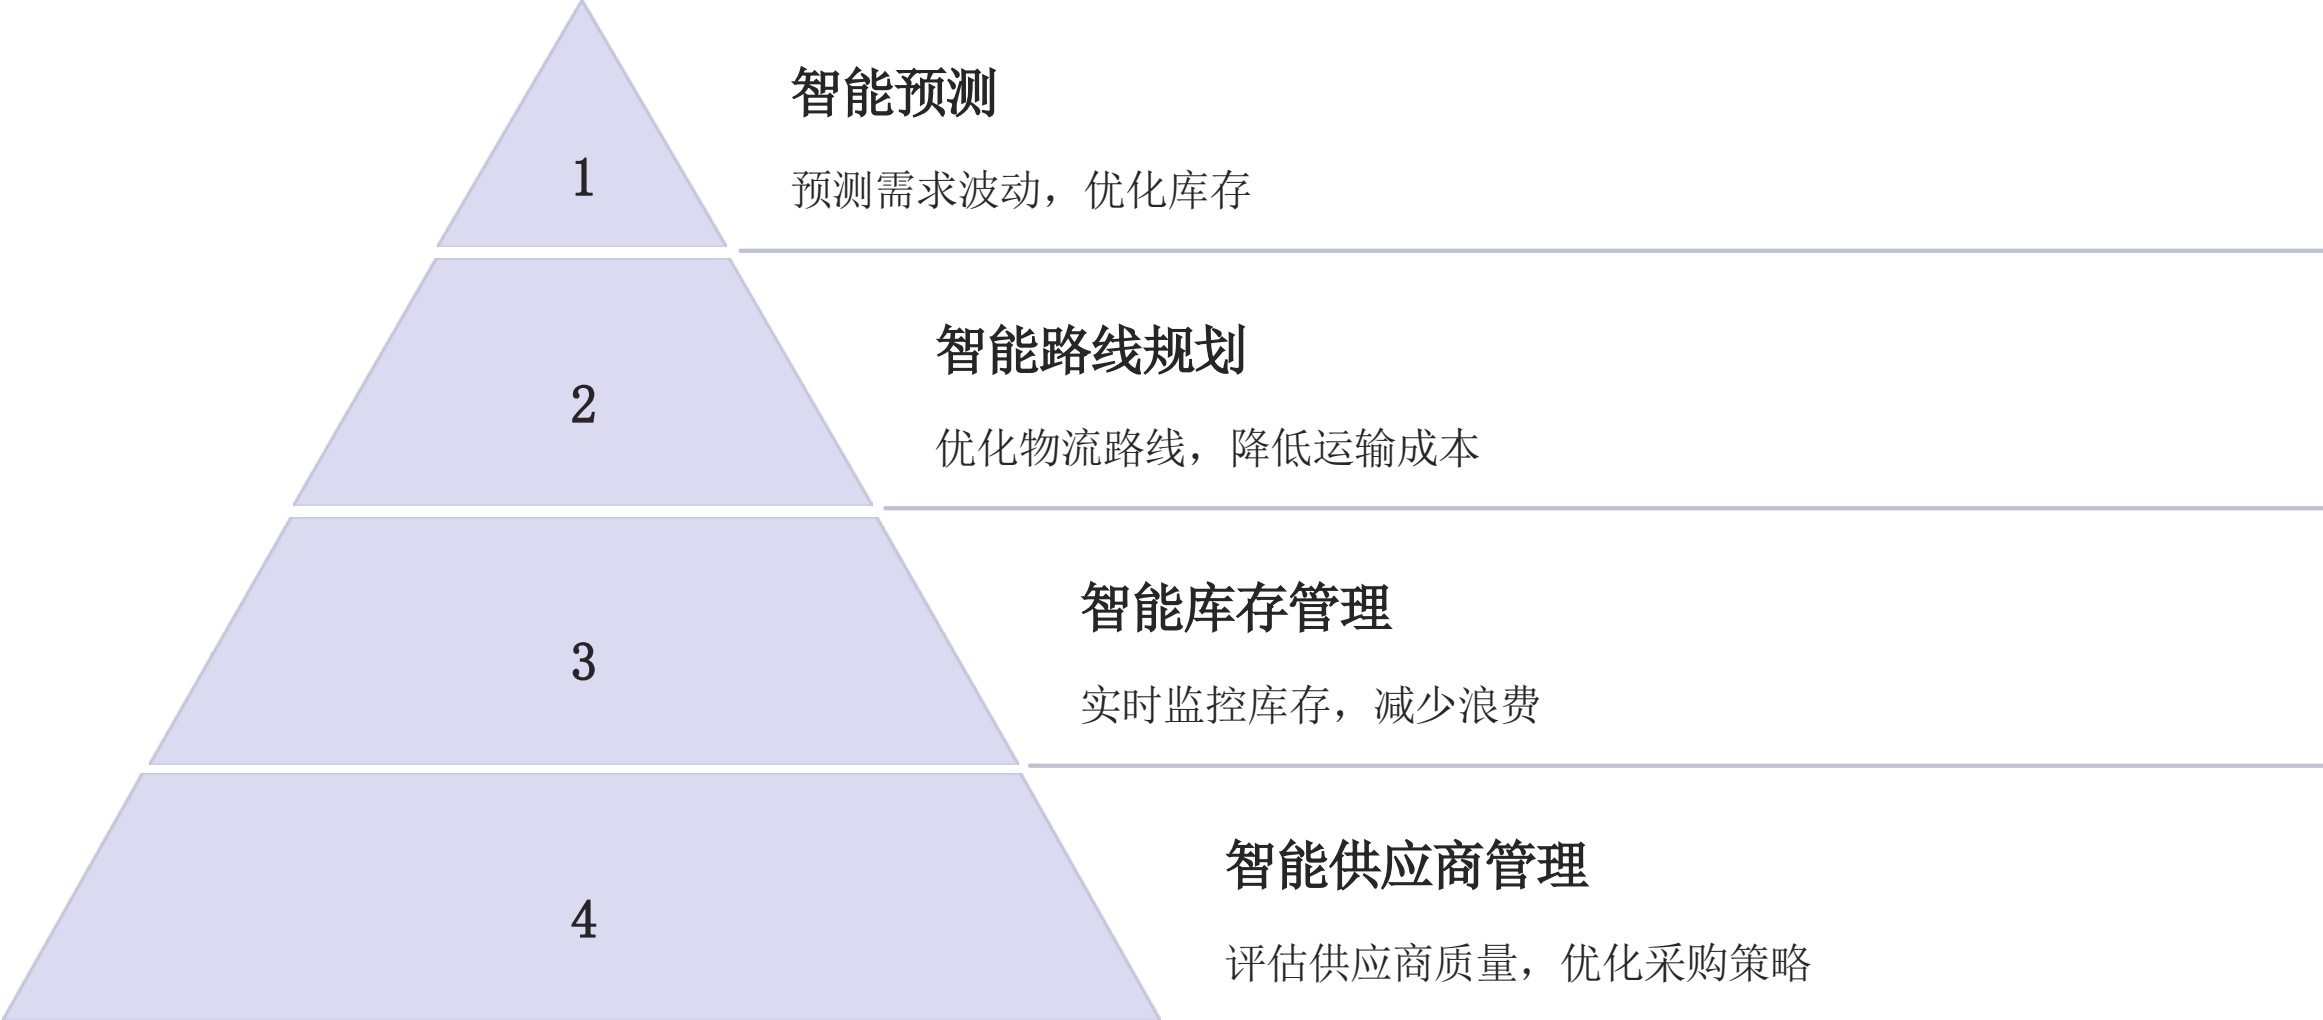 1
智能预测
预测需求波动，优化库存
2
智能路线规划
优化物流路线，降低运输成本
3
智能库存管理
实时监控库存，减少浪费
4
智能供应商管理
评估供应商质量，优化采购策略